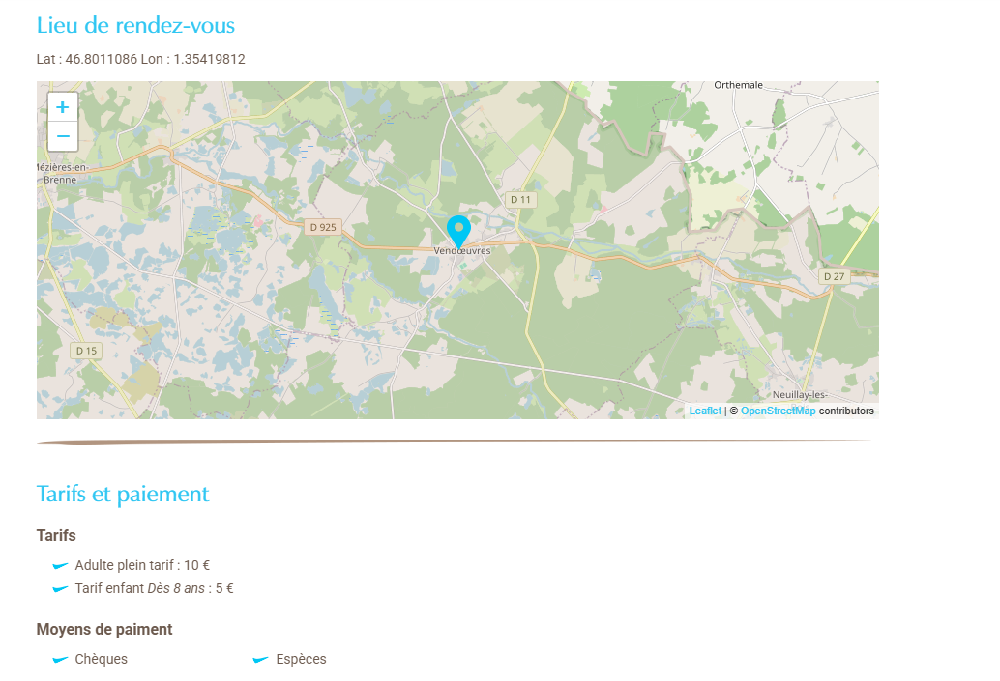 Lieu de rendez-vous
Lat : 46.8011086 Lon : 1.35419812
+
−
Orthemale
Mézières-en-
Brenne
D 11
D 925
Vendœuvres
D 27
D 15
Neuillay-les-
Leaflet | © OpenStreetMap contributors
Tarifs et paiement
Tarifs
Adulte plein tarif : 10 €
Tarif enfant Dès 8 ans : 5 €
Moyens de paiment
Chèques
Espèces